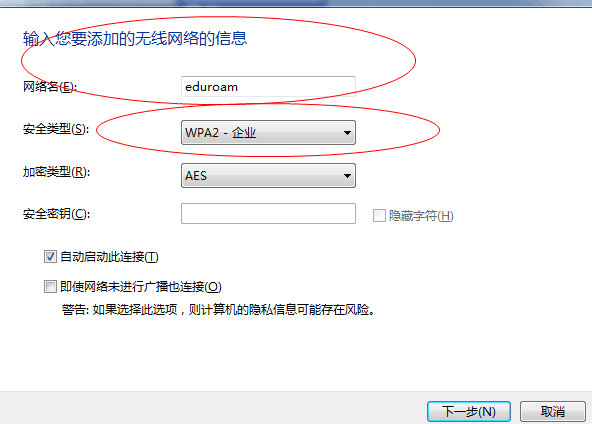 输入您要添加的无线网络的信息
网络名(E): eduroam
安全类型(S): WPA2 - 企业
加密类型(R): AES
安全密钥(C): 隐藏字符(H)
自动启动此连接(T)
即使网络未进行广播也连接(O)
警告: 如果选择此选项，则计算机的隐私信息可能存在风险。
下一步(N) 取消